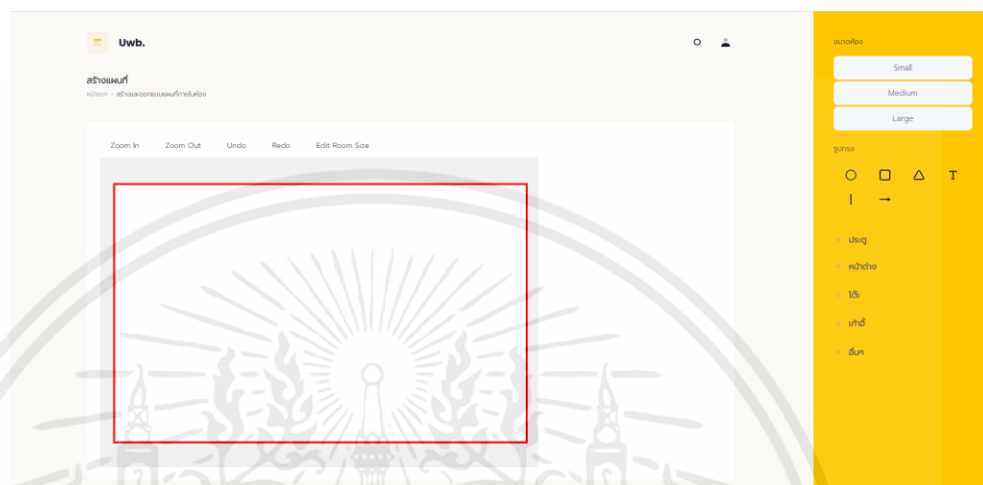 Uwb.
สร้างแผนที่
หน้าแรก - สร้างและออกแบบแผนที่ภายในห้อง
Zoom In Zoom Out Undo Redo Edit Room Size
ขนาดห้อง
Small
Medium
Large
รูปทรง
T
ประตู
หน้าต่าง
โต๊ะ
เก้าอี้
อื่นๆ